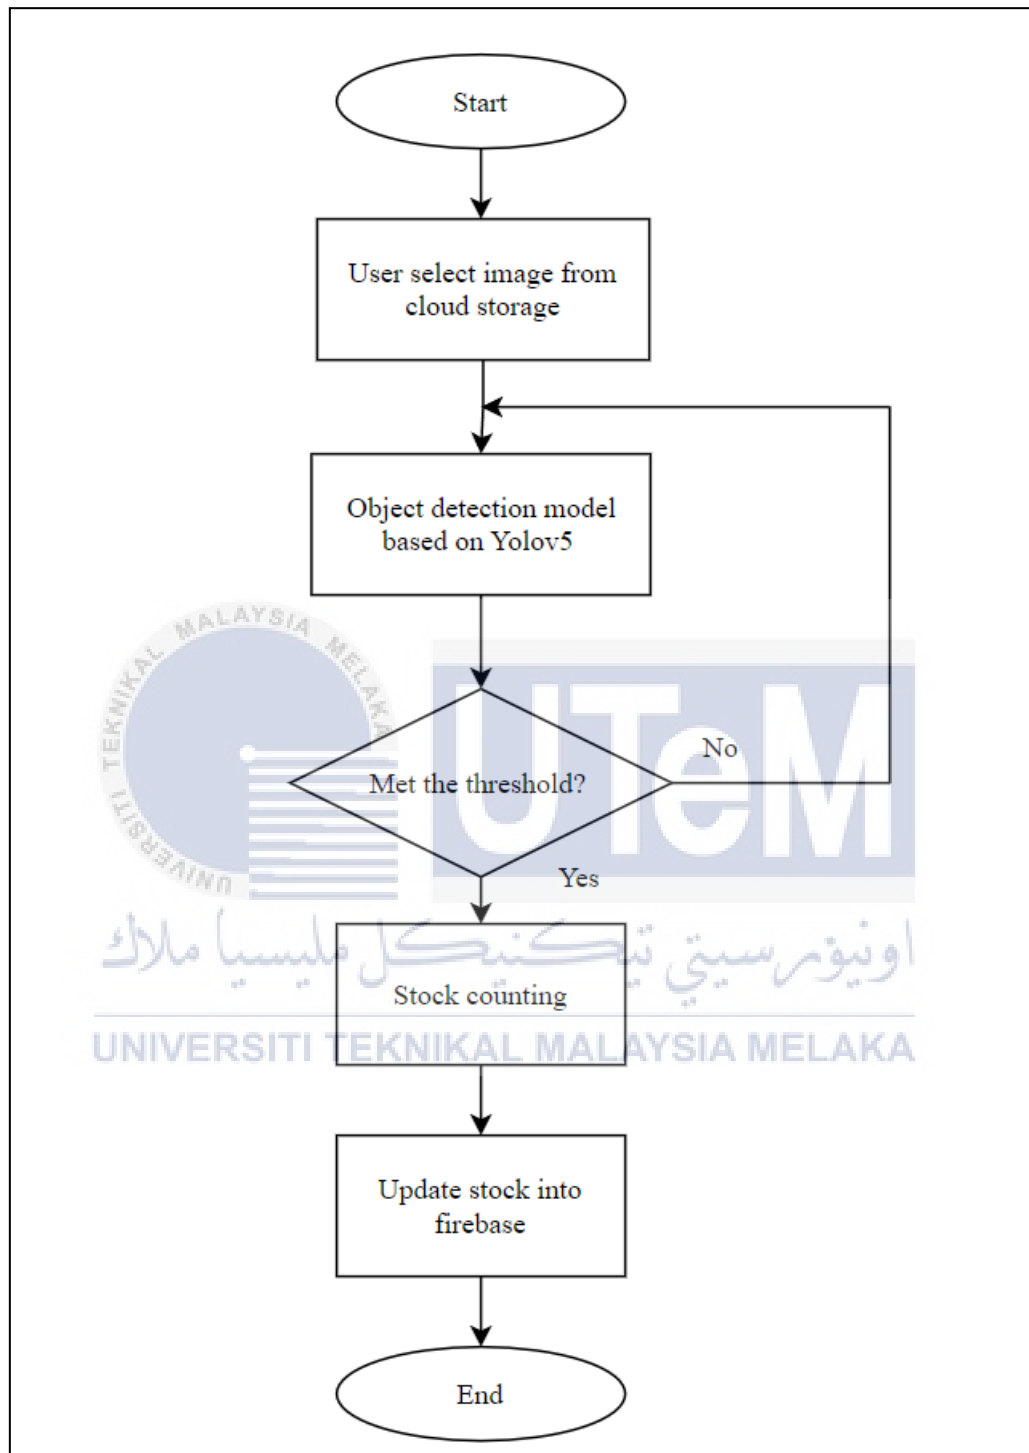 Start
User select image from
cloud storage
Object detection model
based on Yolov5
UNIVERSITI TEKNIKAL MALAYSIA MELAKA
UTeM
Met the threshold?
No
Yes
اونيۏرسيتي تيكنيكل مليسيا ملاك
Stock counting
UNIVERSITI TEKNIKAL MALAYSIA MELAKA
Update stock into
firebase
End